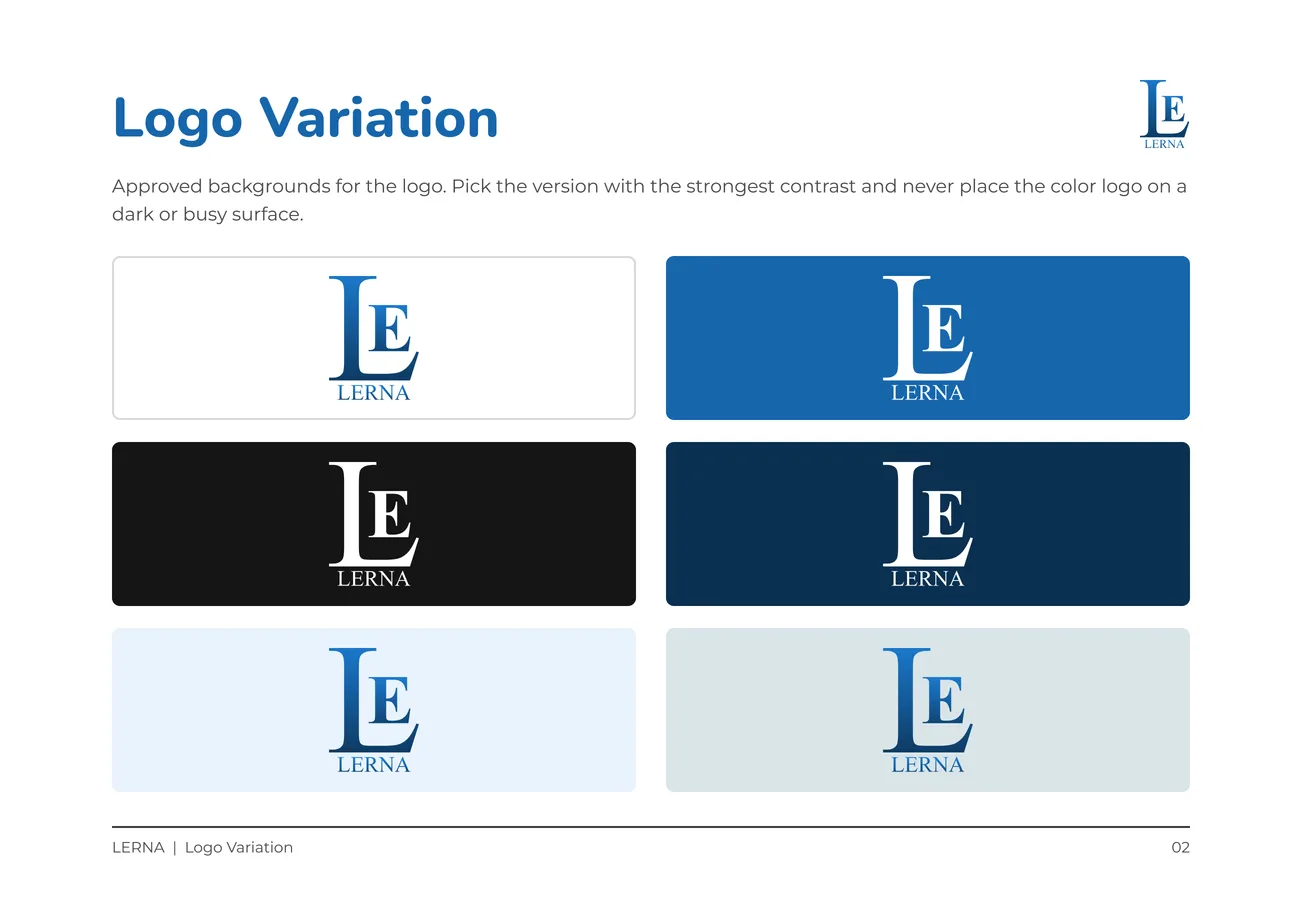 Logo Variation
LE
LERNA
Approved backgrounds for the logo. Pick the version with the strongest contrast and never place the color logo on a
dark or busy surface.
LE
LERNA
LE
LERNA
LE
LERNA
LE
LERNA
LE
LERNA
LE
LERNA
LERNA | Logo Variation
02